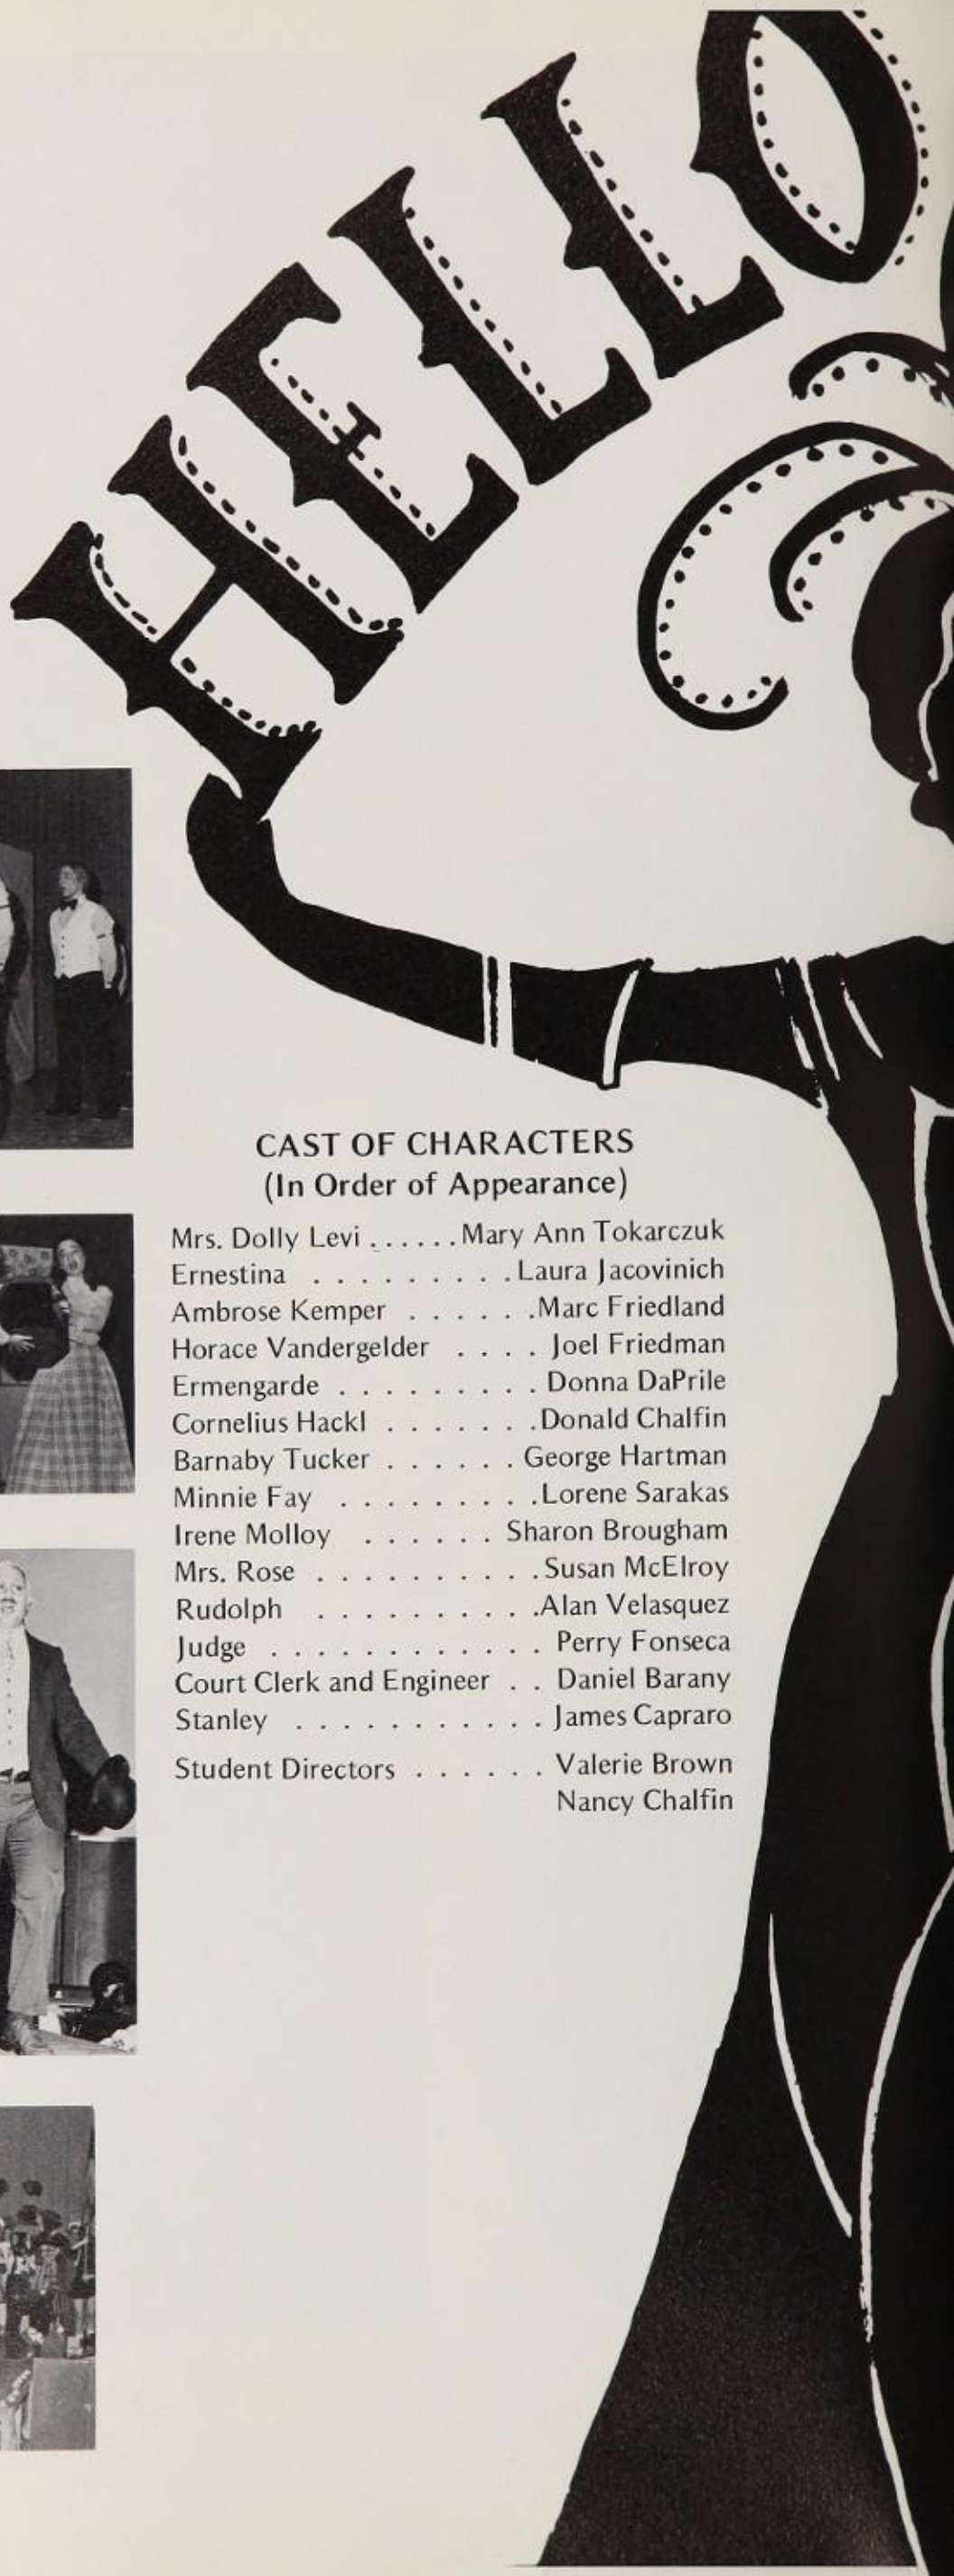 HELLO
CAST OF CHARACTERS
(In Order of Appearance)
Mrs. Dolly Levi . . . . . . Mary Ann Tokarczuk
Ernestina . . . . . . . . . . Laura Jacovinich
Ambrose Kemper . . . . . . . Marc Friedland
Horace Vandergelder . . . . Joel Friedman
Ermengarde . . . . . . . . . Donna DaPrile
Cornelius Hackl . . . . . . . Donald Chalfin
Barnaby Tucker . . . . . . George Hartman
Minnie Fay . . . . . . . . . Lorene Sarakas
Irene Molloy . . . . . . Sharon Brougham
Mrs. Rose . . . . . . . . . . Susan McElroy
Rudolph . . . . . . . . . . Alan Velasquez
Judge . . . . . . . . . . . . Perry Fonseca
Court Clerk and Engineer . . Daniel Barany
Stanley . . . . . . . . . . . James Capraro
Student Directors . . . . . . Valerie Brown
Nancy Chalfin